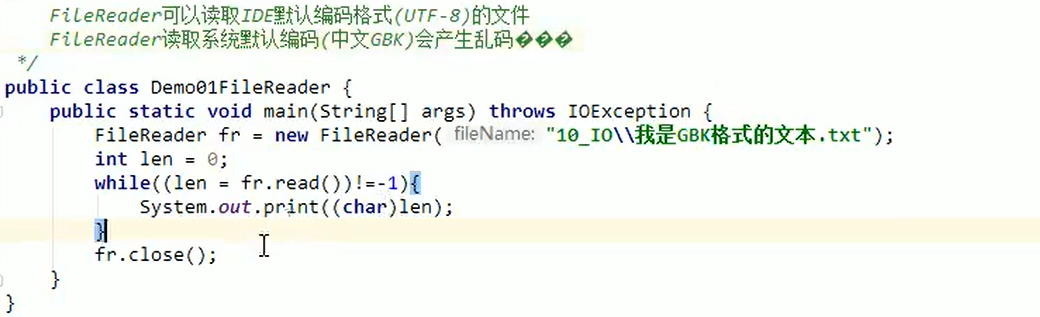 FileReader可以读取IDE默认编码格式(UTF-8)的文件
FileReader读取系统默认编码(中文GBK)会产生乱码���
*/
public class Demo01FileReader {
public static void main(String[] args) throws IOException {
FileReader fr = new FileReader( fileName: "10_IO\\我是GBK格式的文本.txt");
int len = 0;
while((len = fr.read())!=-1){
System.out.print((char)len);
}
fr.close();
}
}